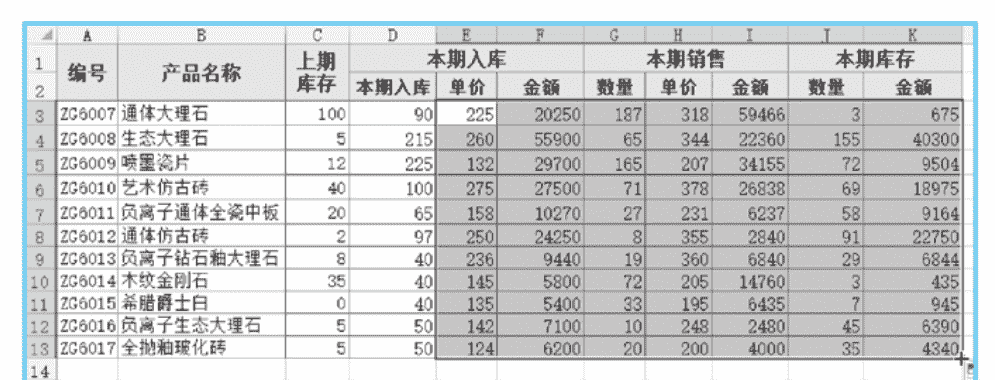 A B C D E F G H I J K
1 编号 产品名称 上期库存 本期入库 本期销售 本期库存
2 本期入库 单价 金额 数量 单价 金额 数量 金额
3 ZG6007 通体大理石 100 90 225 20250 187 318 59466 3 675
4 ZG6008 生态大理石 5 215 260 55900 65 344 22360 155 40300
5 ZG6009 喷墨瓷片 12 225 132 29700 165 207 34155 72 9504
6 ZG6010 艺术仿古砖 40 100 275 27500 71 378 26838 69 18975
7 ZG6011 负离子通体全瓷中板 20 65 158 10270 27 231 6237 58 9164
8 ZG6012 通体仿古砖 2 97 250 24250 8 355 2840 91 22750
9 ZG6013 负离子钻石釉大理石 8 40 236 9440 19 360 6840 29 6844
10 ZG6014 木纹金刚石 35 40 145 5800 72 205 14760 3 435
11 ZG6015 希腊爵士白 0 40 135 5400 33 195 6435 7 945
12 ZG6016 负离子生态大理石 5 50 142 7100 10 248 2480 45 6390
13 ZG6017 全抛釉玻化砖 5 50 124 6200 20 200 4000 35 4340
14